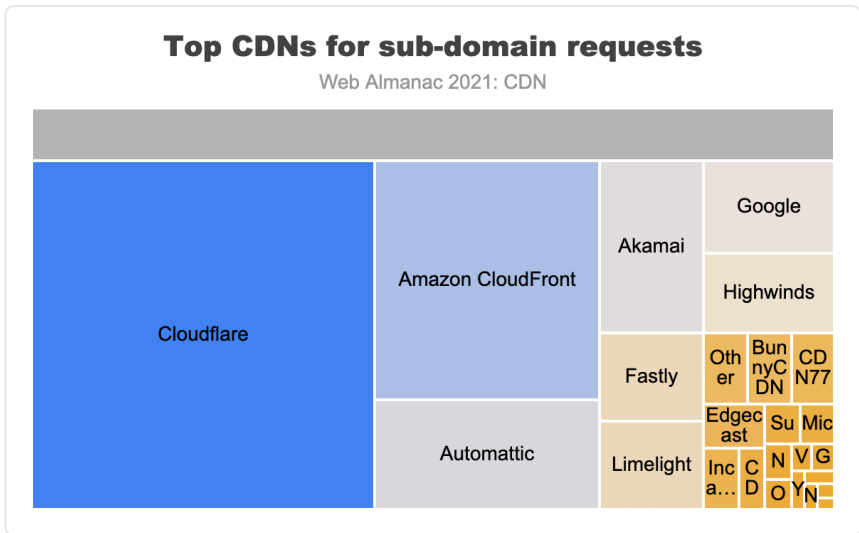 Top CDNs for sub-domain requests
Web Almanac 2021: CDN
Cloudflare
Amazon CloudFront
Automattic
Akamai
Fastly
Limelight
Google
Highwinds
Oth
er
Bun
nyC
DN
CD
N77
Edgec
ast
Su
Mic
Inc
a…
C
D
N
V
G
O
Y
N